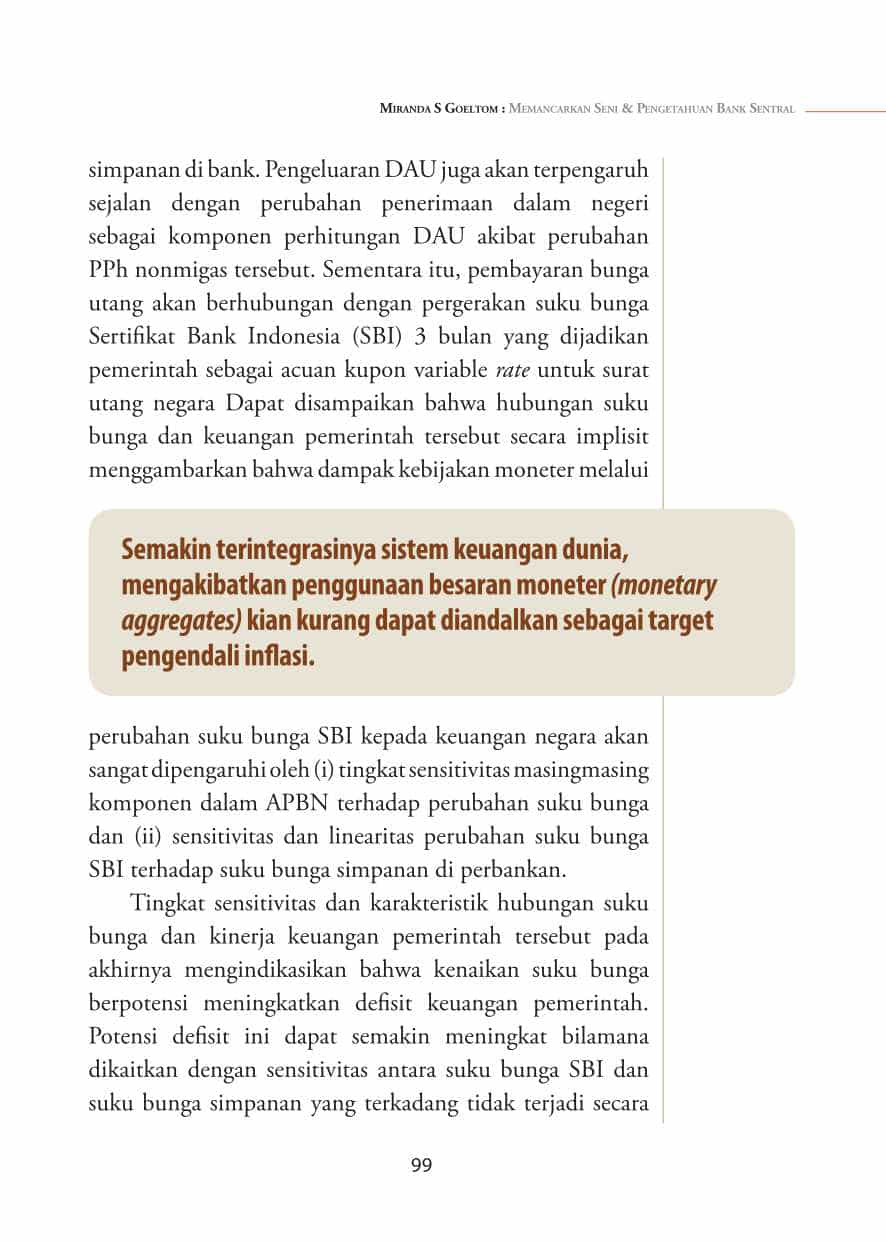 MIRANDA S GOELTOM : MEMANCARKAN SENI & PENGETAHUAN BANK SENTRAL
simpanan di bank. Pengeluaran DAU juga akan terpengaruh
sejalan dengan perubahan penerimaan dalam negeri
sebagai komponen perhitungan DAU akibat perubahan
PPh nonmigas tersebut. Sementara itu, pembayaran bunga
utang akan berhubungan dengan pergerakan suku bunga
Sertifikat Bank Indonesia (SBI) 3 bulan yang dijadikan
pemerintah sebagai acuan kupon variable rate untuk surat
utang negara Dapat disampaikan bahwa hubungan suku
bunga dan keuangan pemerintah tersebut secara implisit
menggambarkan bahwa dampak kebijakan moneter melalui
Semakin terintegrasinya sistem keuangan dunia,
mengakibatkan penggunaan besaran moneter (monetary
aggregates) kian kurang dapat diandalkan sebagai target
pengendali inflasi.
perubahan suku bunga SBI kepada keuangan negara akan
sangat dipengaruhi oleh (i) tingkat sensitivitas masingmasing
komponen dalam APBN terhadap perubahan suku bunga
dan (ii) sensitivitas dan linearitas perubahan suku bunga
SBI terhadap suku bunga simpanan di perbankan.
Tingkat sensitivitas dan karakteristik hubungan suku
bunga dan kinerja keuangan pemerintah tersebut pada
akhirnya mengindikasikan bahwa kenaikan suku bunga
berpotensi meningkatkan defisit keuangan pemerintah.
Potensi defisit ini dapat semakin meningkat bilamana
dikaitkan dengan sensitivitas antara suku bunga SBI dan
suku bunga simpanan yang terkadang tidak terjadi secara
99